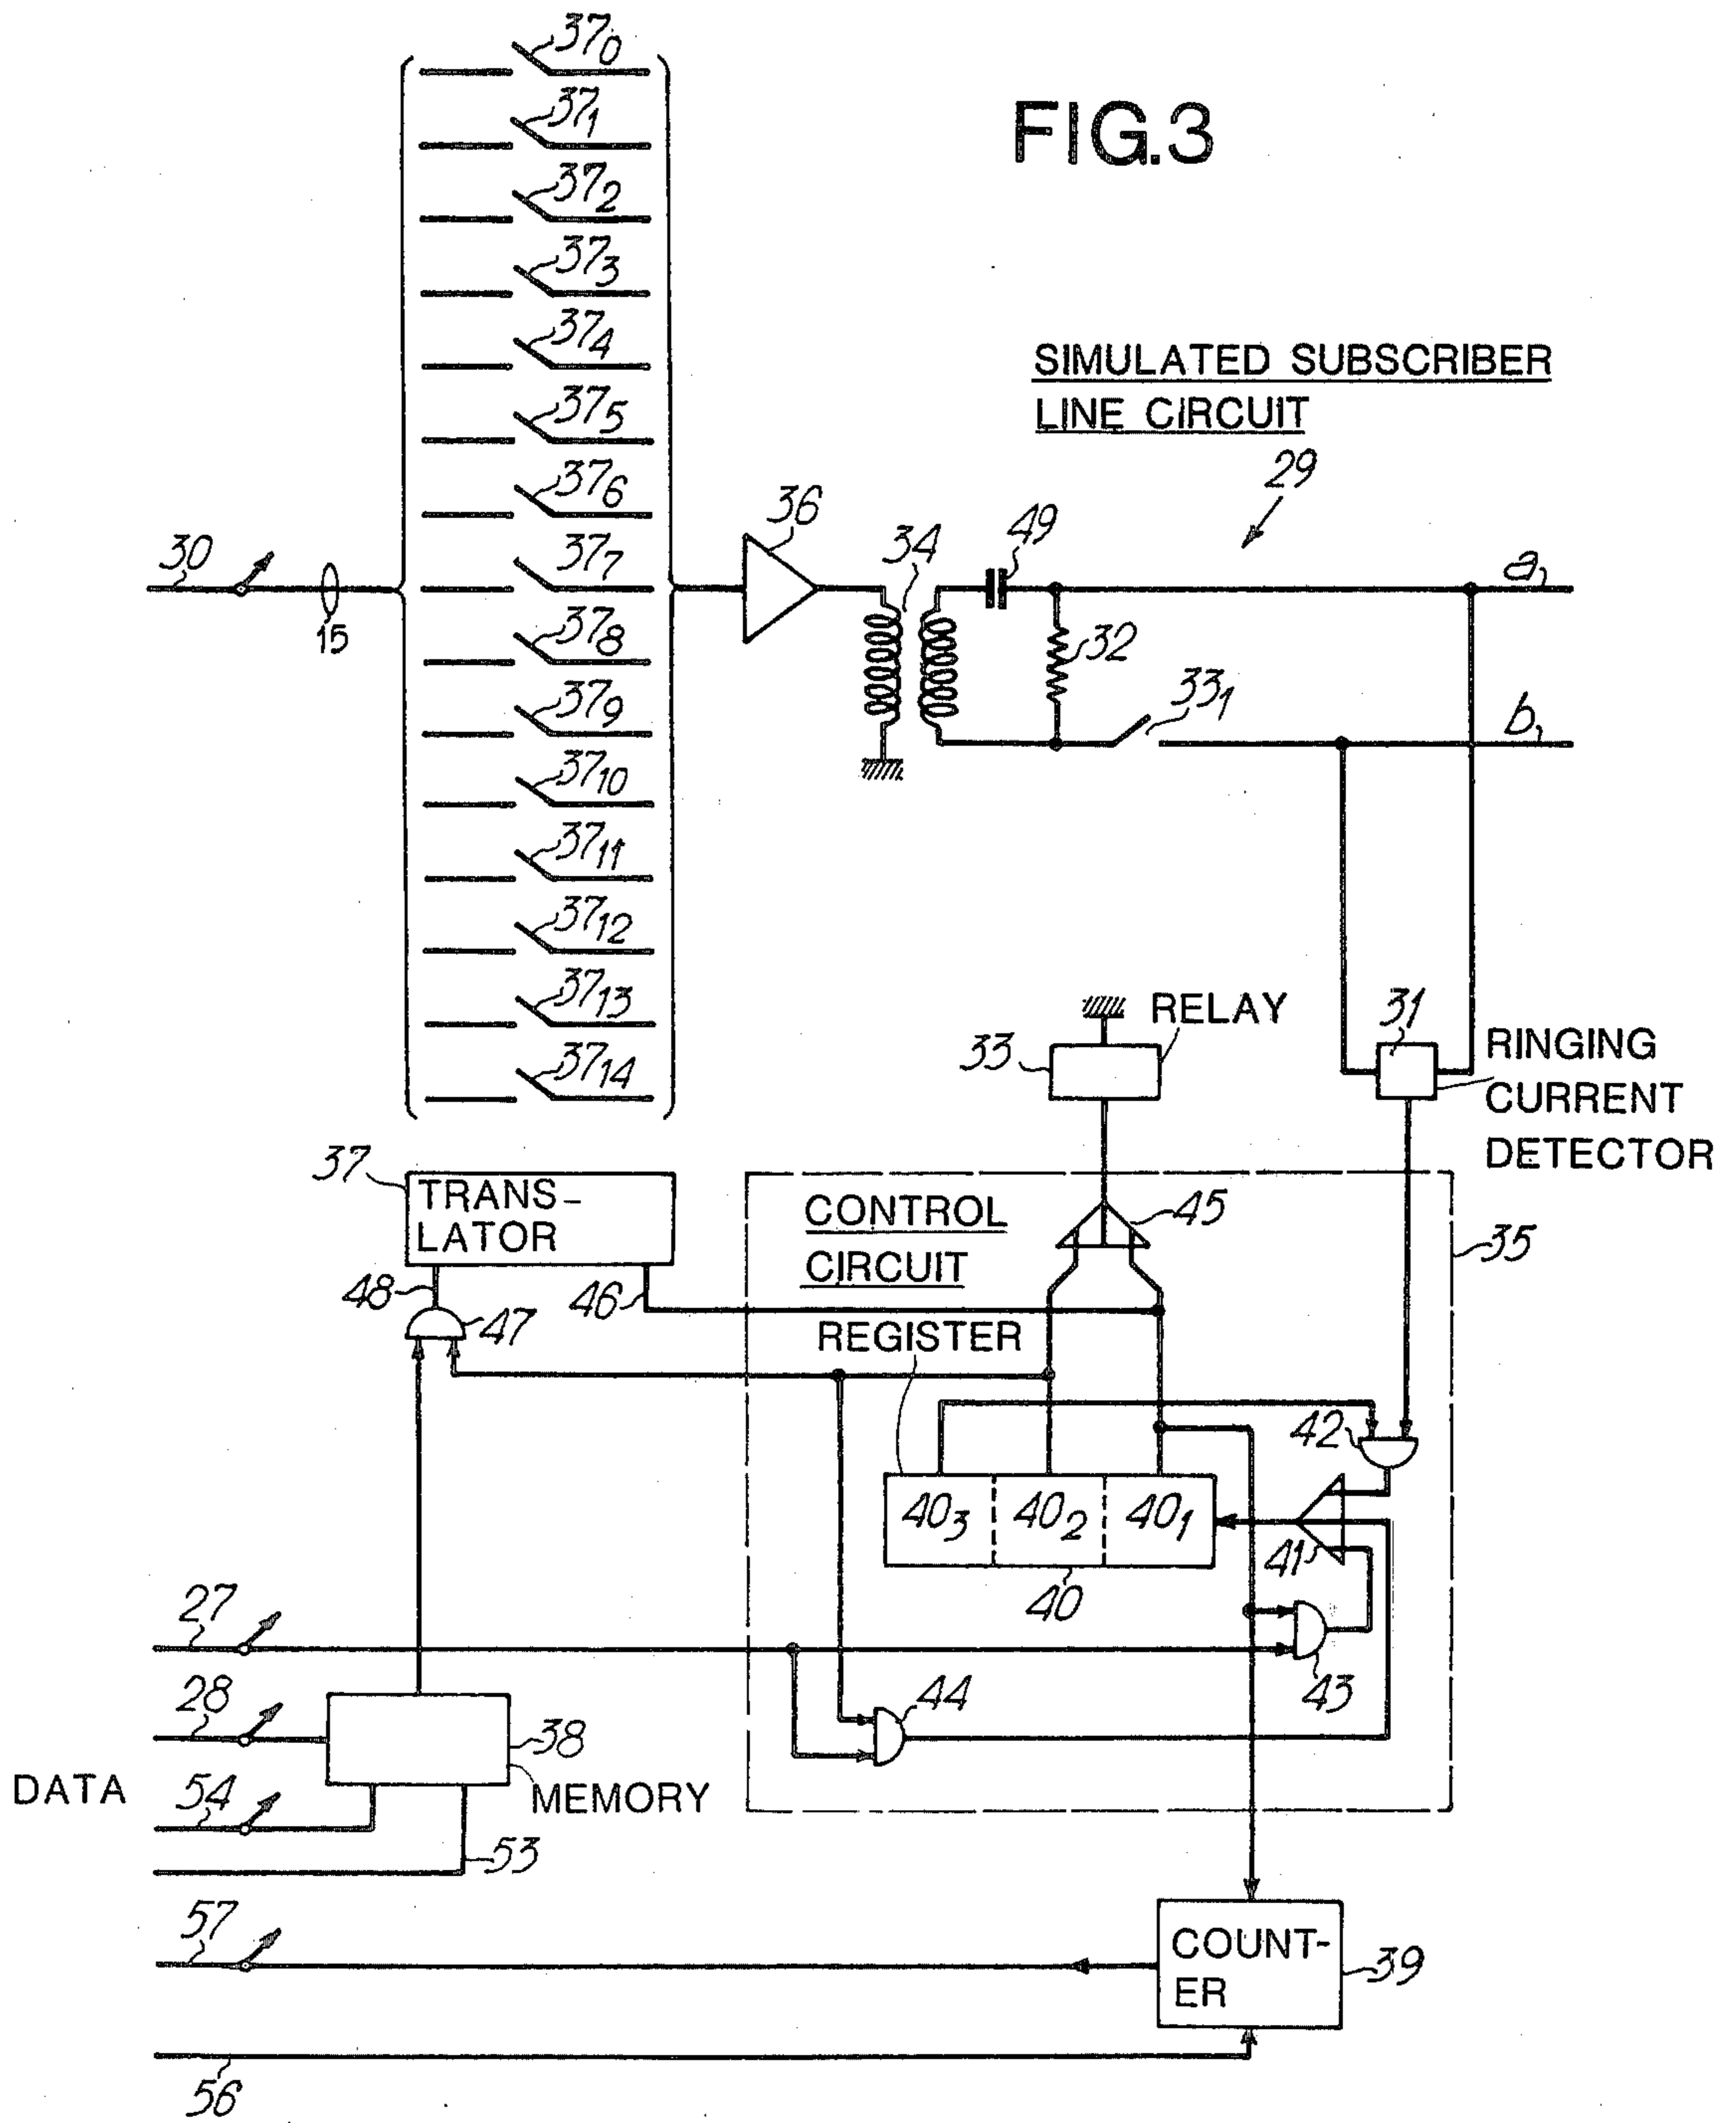 37₀
37₁
FIG.3
37₂
37₃
37₄
SIMULATED SUBSCRIBER
LINE CIRCUIT
37₅
29
37₆
36
49
34
30
37₇
a
15
37₈
32
33₁
37₉
b
37₁₀
37₁₁
37₁₂
37₁₃
RELAY
31
33
RINGING
CURRENT
DETECTOR
37₁₄
37
TRANS-
LATOR
CONTROL
CIRCUIT
45
35
48
46
47
REGISTER
42
40₃
40₂
40₁
41
40
27
43
28
44
38
DATA
54
MEMORY
53
57
COUNT-
ER
39
56